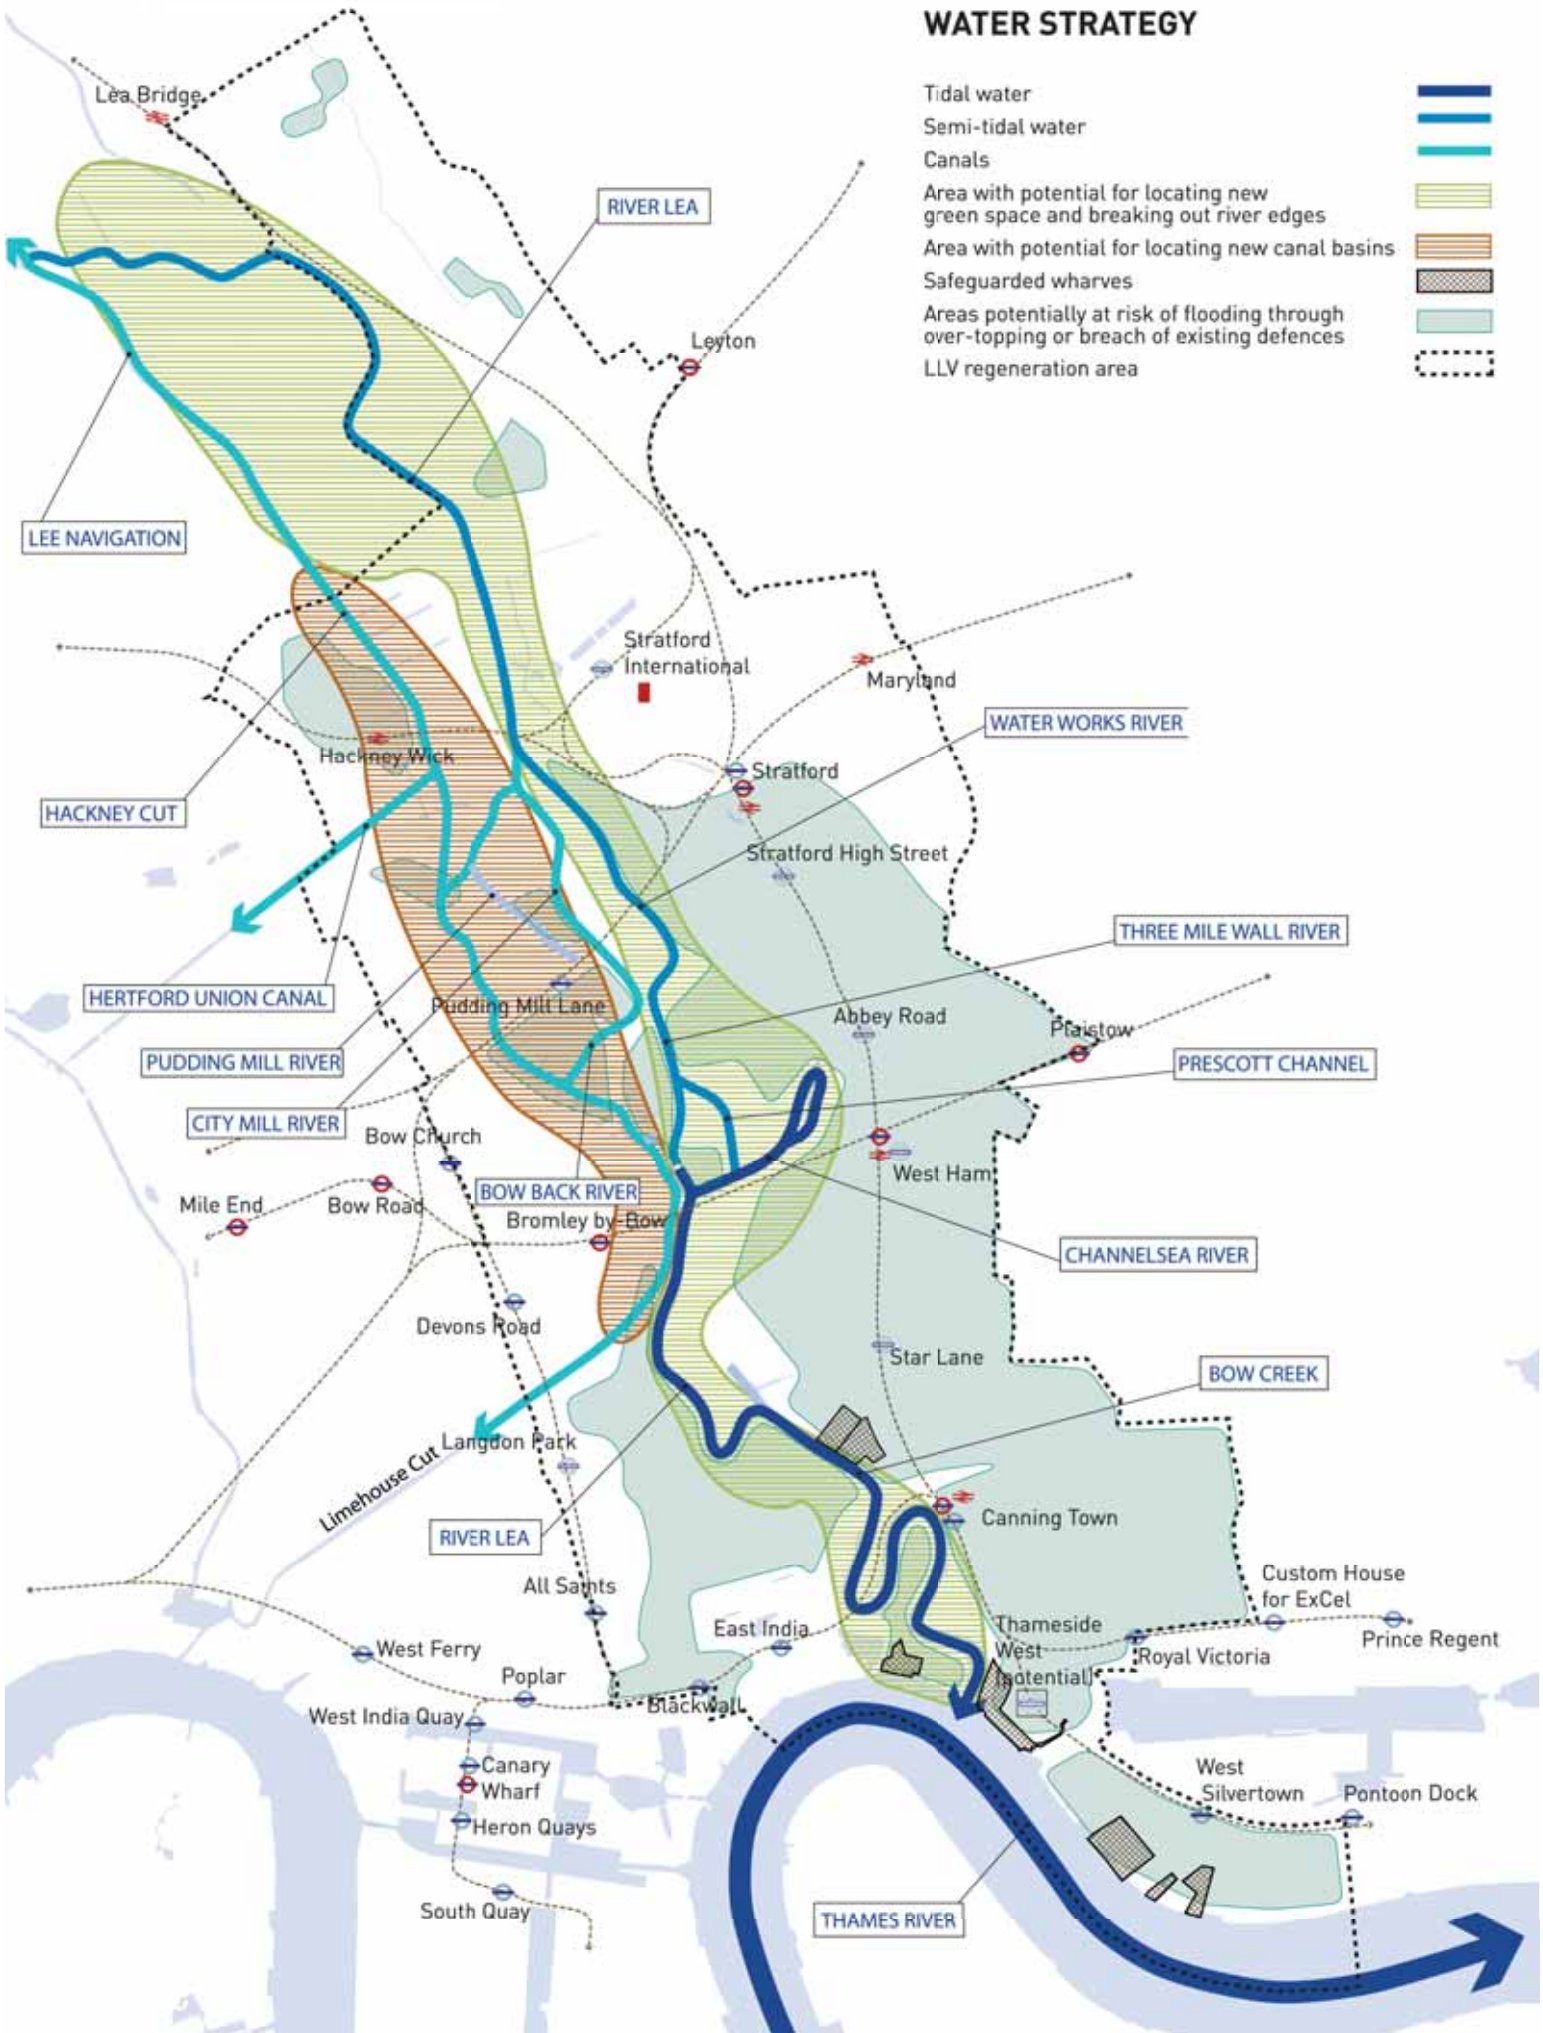 WATER STRATEGY
Tidal water
Semi-tidal water
Canals
Area with potential for locating new
green space and breaking out river edges
Area with potential for locating new canal basins
Safeguarded wharves
Areas potentially at risk of flooding through
over-topping or breach of existing defences
LLV regeneration area
Lea Bridge
RIVER LEA
Leyton
LEE NAVIGATION
Stratford
International
Maryland
WATER WORKS RIVER
Hackney Wick
Stratford
HACKNEY CUT
Stratford High Street
THREE MILE WALL RIVER
HERTFORD UNION CANAL
Pudding Mill Lane
Abbey Road
Plaistow
PUDDING MILL RIVER
PRESCOTT CHANNEL
CITY MILL RIVER
Bow Church
West Ham
BOW BACK RIVER
Mile End
Bow Road
Bromley by-Bow
CHANNELSEA RIVER
Devons Road
Star Lane
BOW CREEK
Langdon Park
Limehouse Cut
RIVER LEA
Canning Town
All Saints
Custom House
for ExCel
East India
Thameside
West
(potential)
Prince Regent
West Ferry
Royal Victoria
Poplar
Blackwall
West India Quay
Canary
Wharf
West
Silvertown
Pontoon Dock
Heron Quays
South Quay
THAMES RIVER